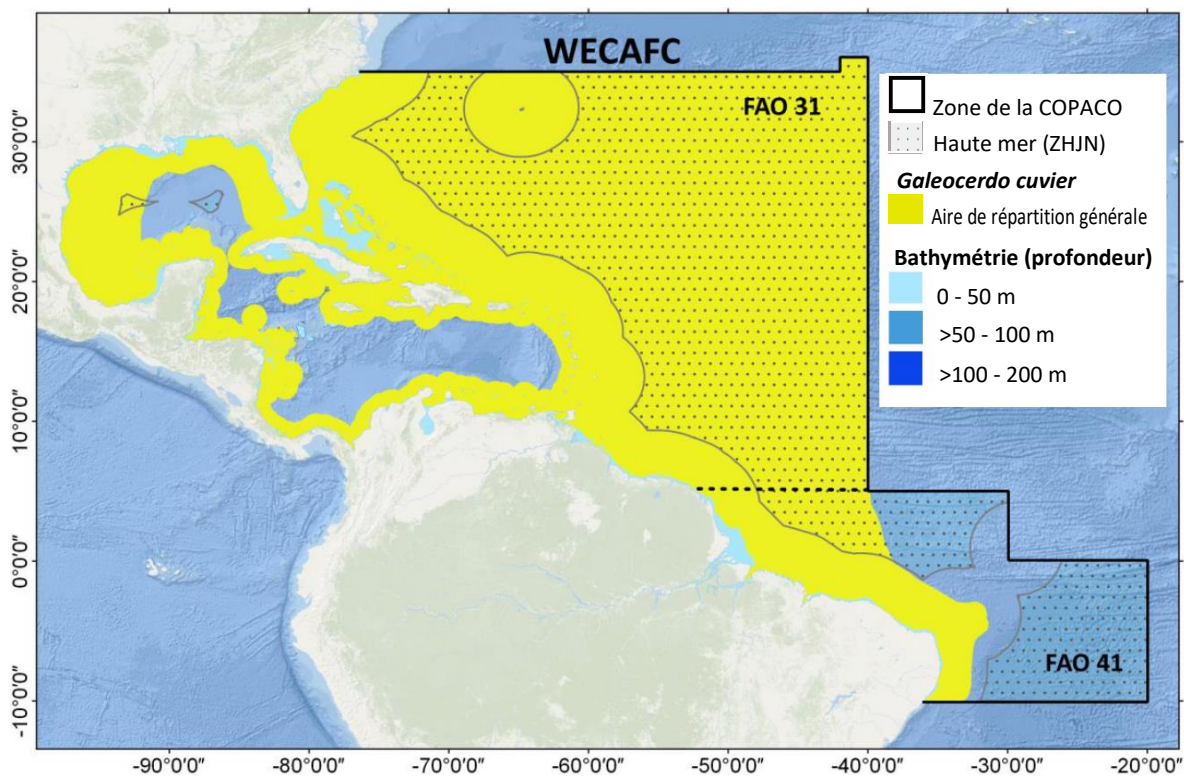 WECAFC
FAO 31
Zone de la COPACO
Haute mer (ZHJN)
Galeocerdo cuvier
Aire de répartition générale
Bathymétrie (profondeur)
0 - 50 m
>50 - 100 m
>100 - 200 m
FAO 41
30°0'0"
20°0'0"
10°0'0"
0°0'0"
-10°0'0"
-90°0'0"
-80°0'0"
-70°0'0"
-60°0'0"
-50°0'0"
-40°0'0"
-30°0'0"
-20°0'0"